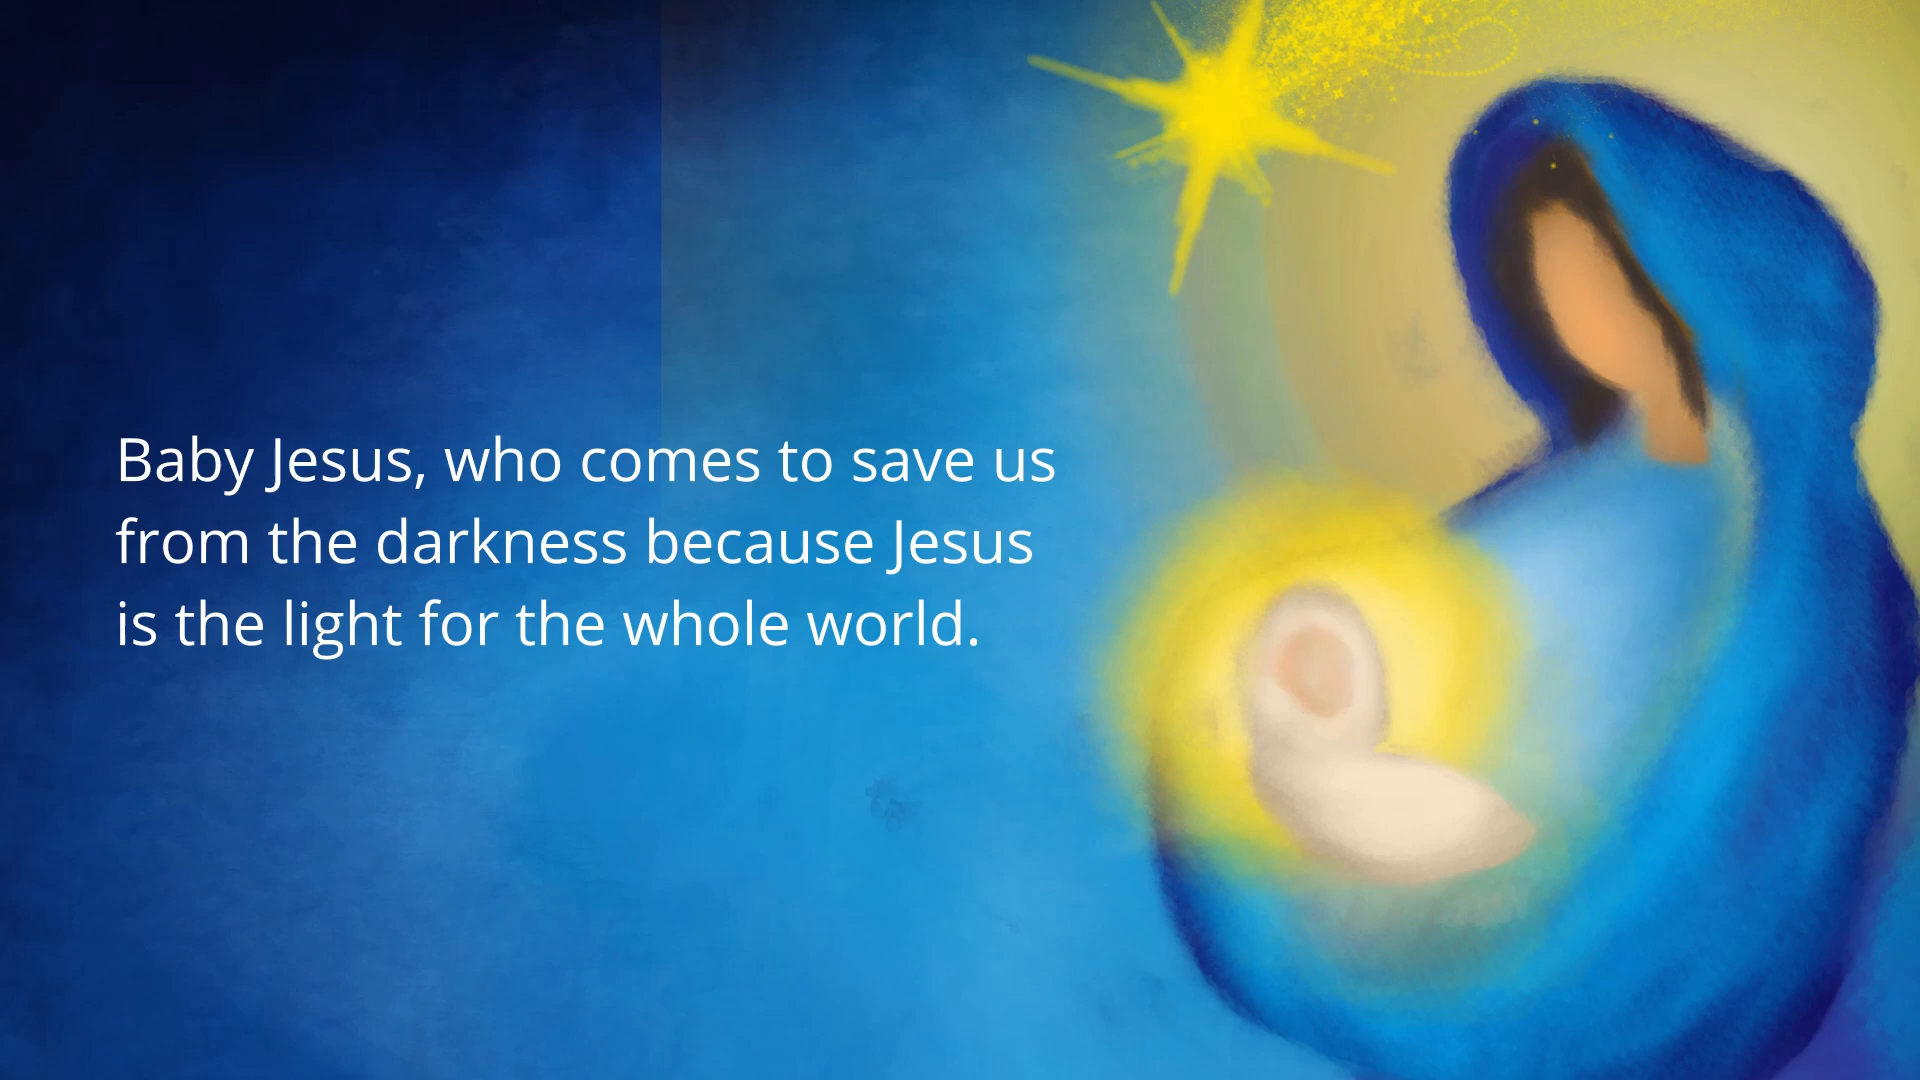 Baby Jesus, who comes to save us
from the darkness because Jesus
is the light for the whole world.